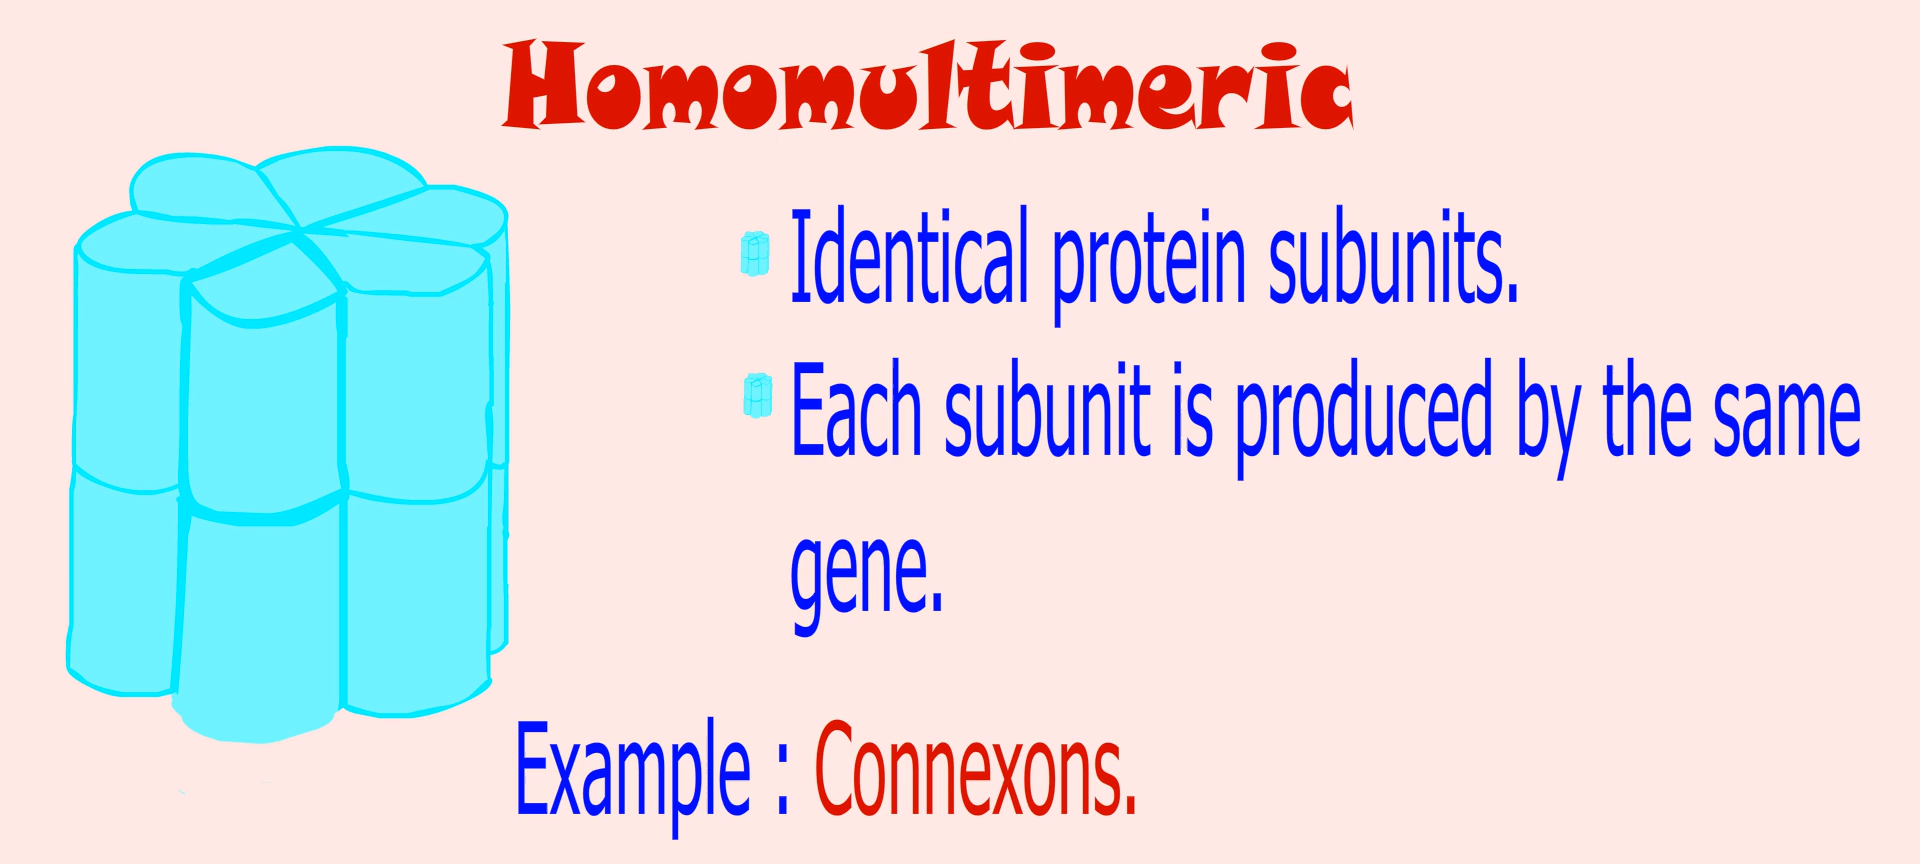 Homomultimeric
Identical protein subunits.
Each subunit is produced by the same
gene.
Example : Connexons.